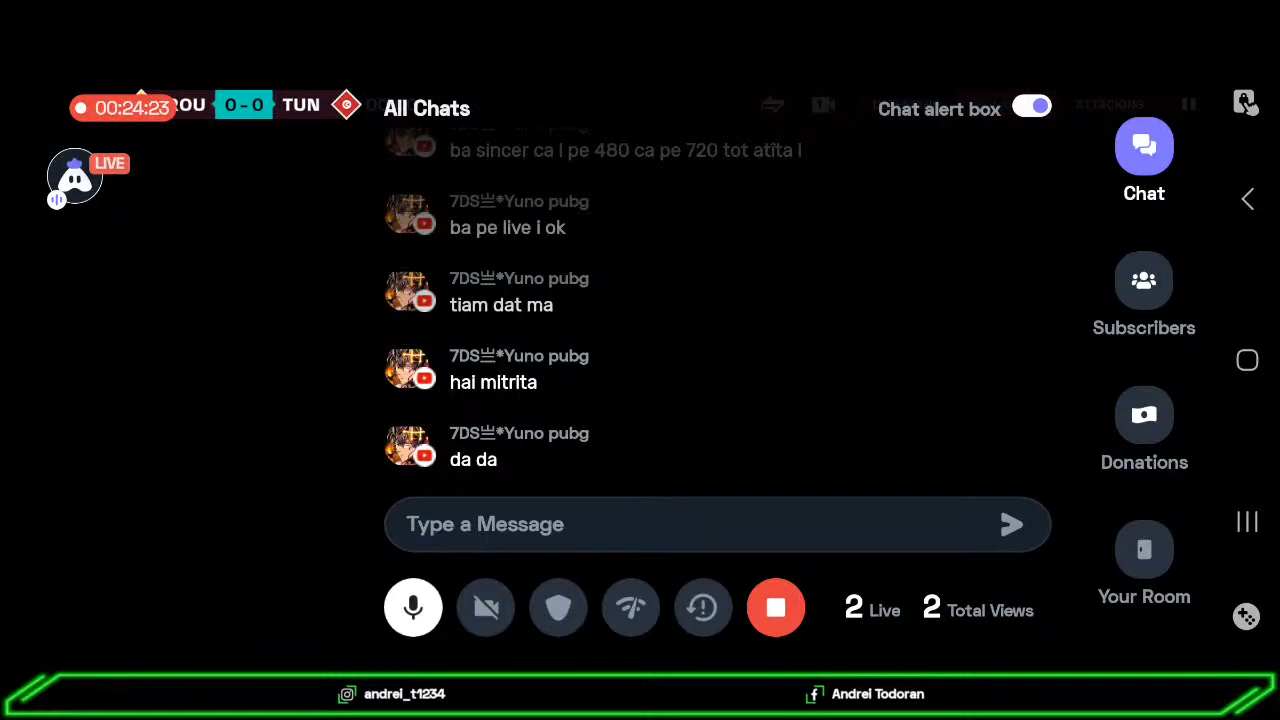 00:24:23
ROU 0-0 TUN
All Chats
Chat alert box
ATTACKING
LIVE
Chat
ba sincer ca l pe 480 ca pe 720 tot atîta l
7DS亗*Yuno pubg
ba pe live i ok
7DS亗*Yuno pubg
tiam dat ma
Subscribers
7DS亗*Yuno pubg
hai mitrita
7DS亗*Yuno pubg
da da
Donations
Type a Message
Your Room
2 Live 2 Total Views
andrei_t1234
Andrei Todoran